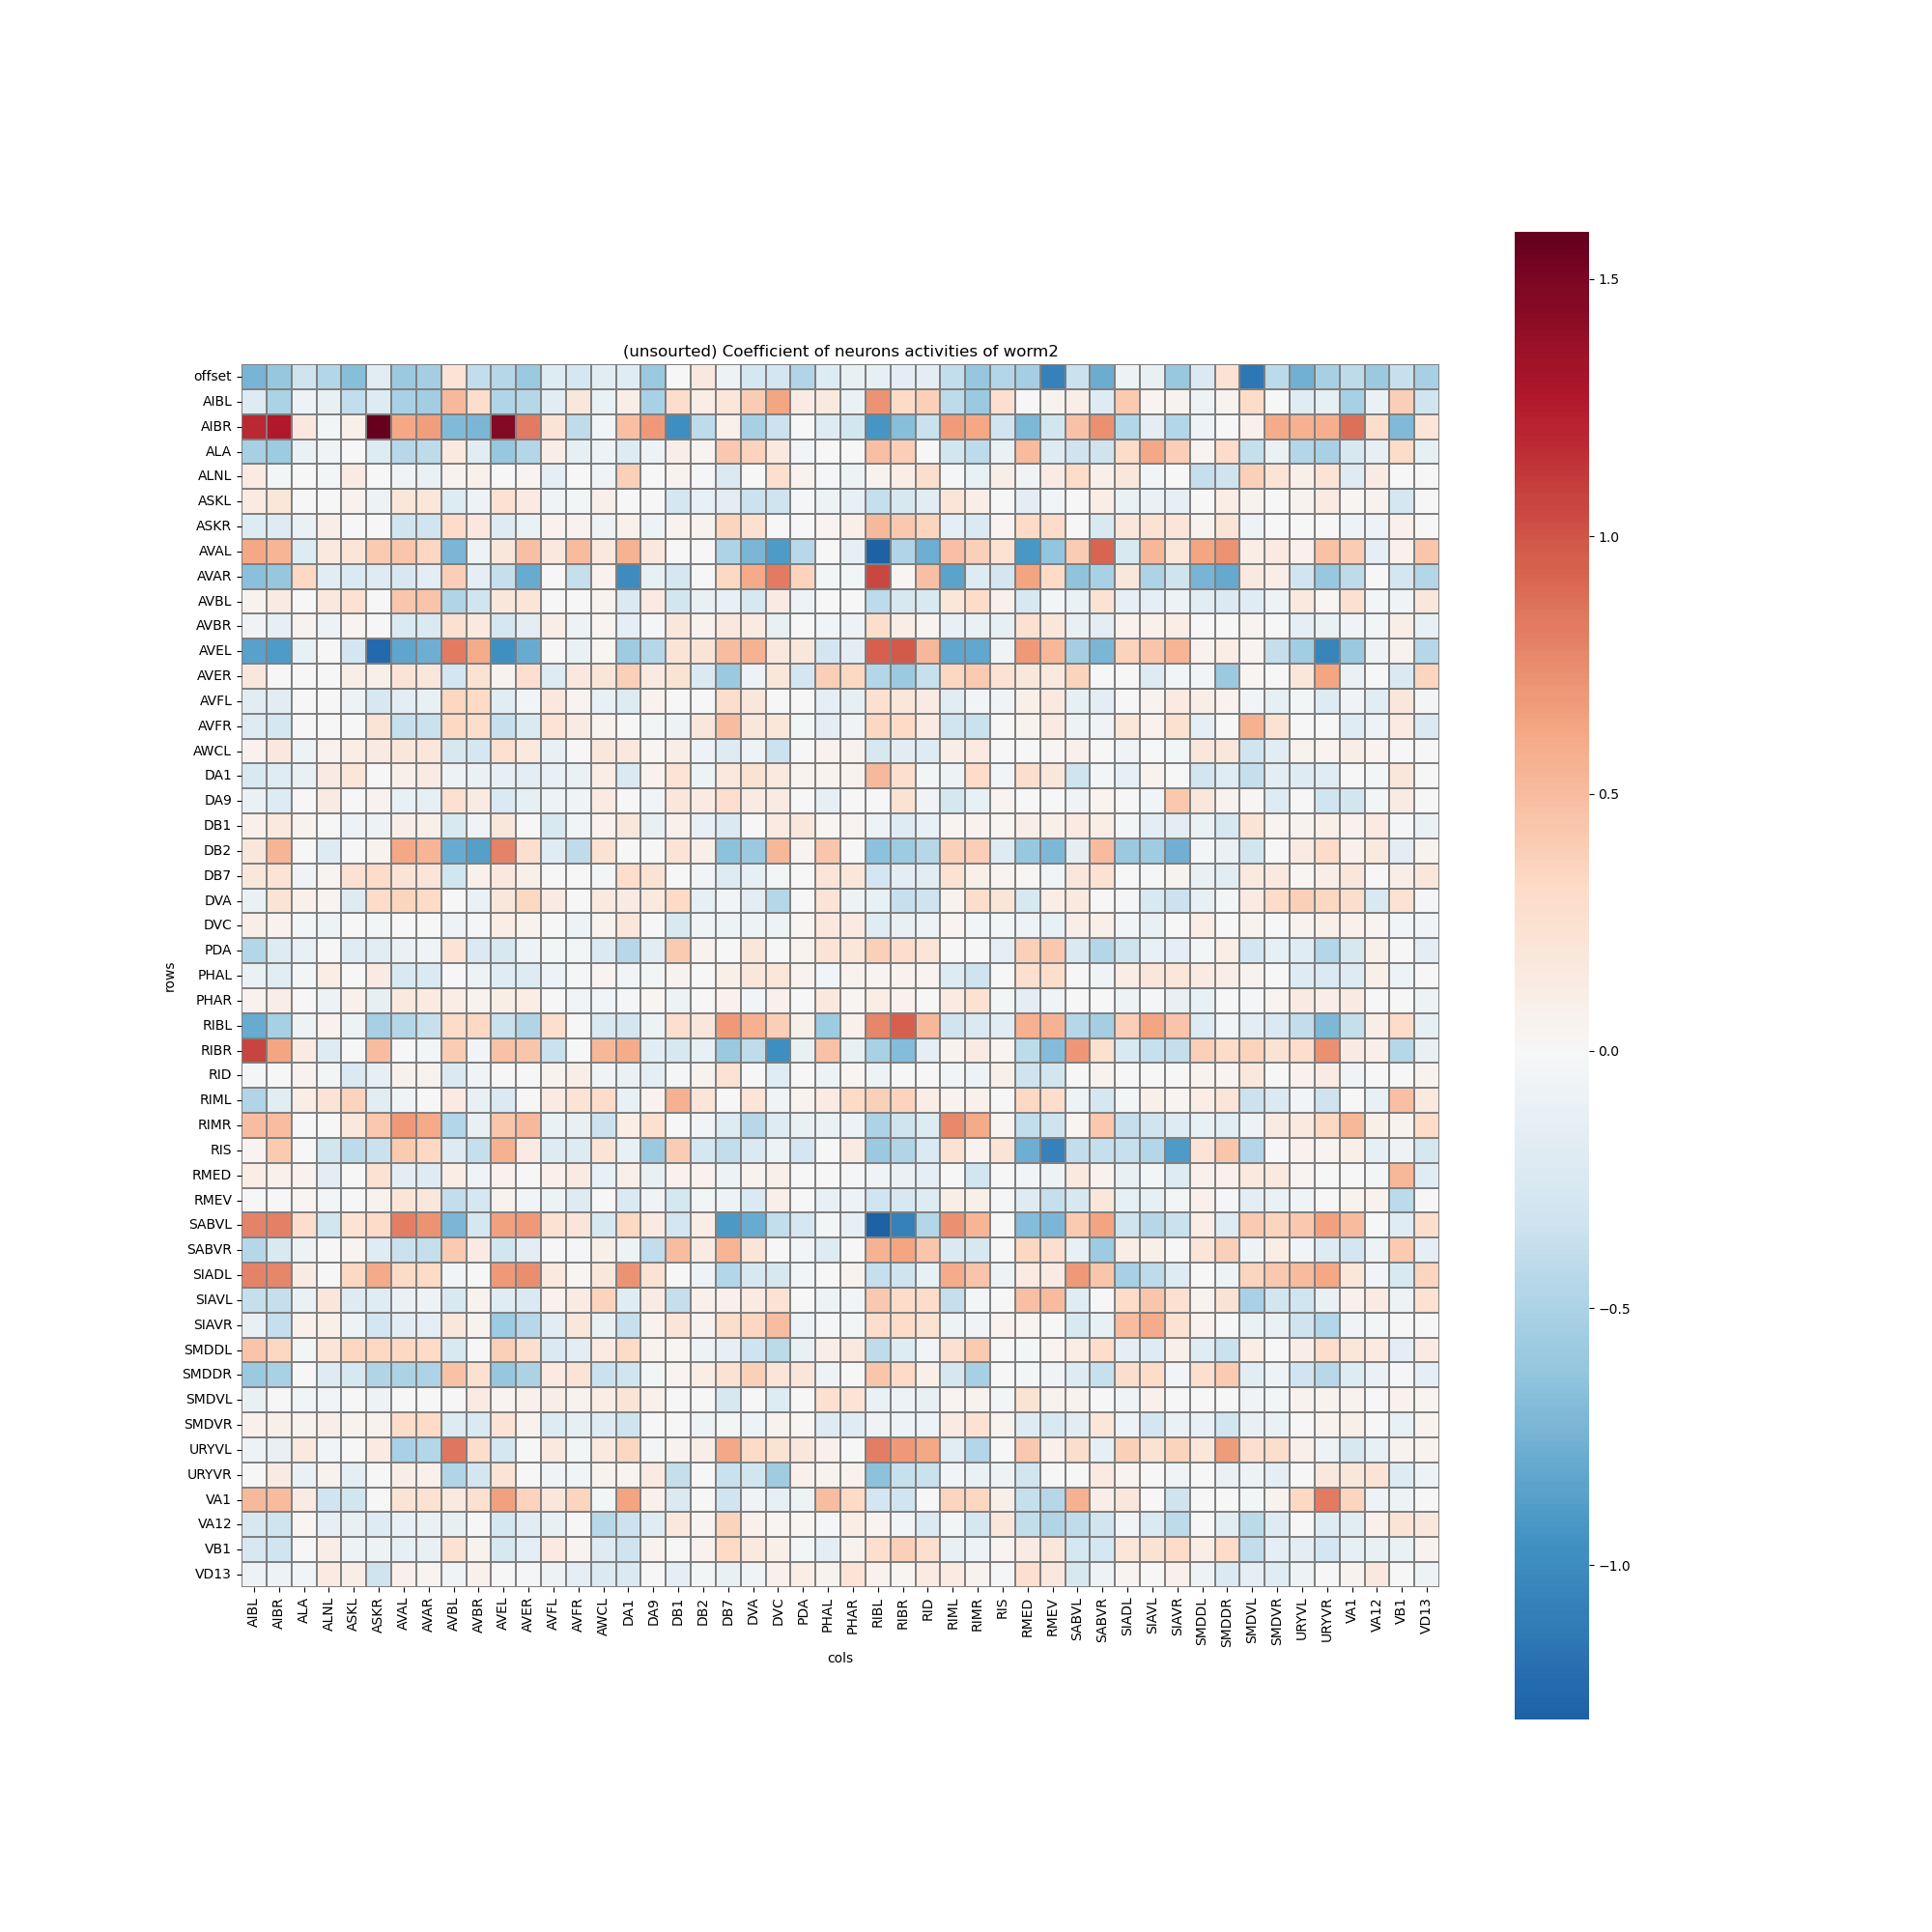 (unsourted) Coefficient of neurons activities of worm2
offset
AIBL
AIBR
ALA
ALNL
ASKL
ASKR
AVAL
AVAR
AVBL
AVBR
AVEL
AVER
AVFL
AVFR
AWCL
DA1
DA9
DB1
DB2
DB7
DVA
DVC
PDA
PHAL
PHAR
RIBL
RIBR
RID
RIML
RIMR
RIS
RMED
RMEV
SABVL
SABVR
SIADL
SIAVL
SIAVR
SMDDL
SMDDR
SMDVL
SMDVR
URYVL
URYVR
VA1
VA12
VB1
VD13
rows
AIBL
AIBR
ALA
ALNL
ASKL
ASKR
AVAL
AVAR
AVBL
AVBR
AVEL
AVER
AVFL
AVFR
AWCL
DA1
DA9
DB1
DB2
DB7
DVA
DVC
PDA
PHAL
PHAR
RIBL
RIBR
RID
RIML
RIMR
RIS
RMED
RMEV
SABVL
SABVR
SIADL
SIAVL
SIAVR
SMDDL
SMDDR
SMDVL
SMDVR
URYVL
URYVR
VA1
VA12
VB1
VD13
cols
1.5
1.0
0.5
0.0
−0.5
−1.0